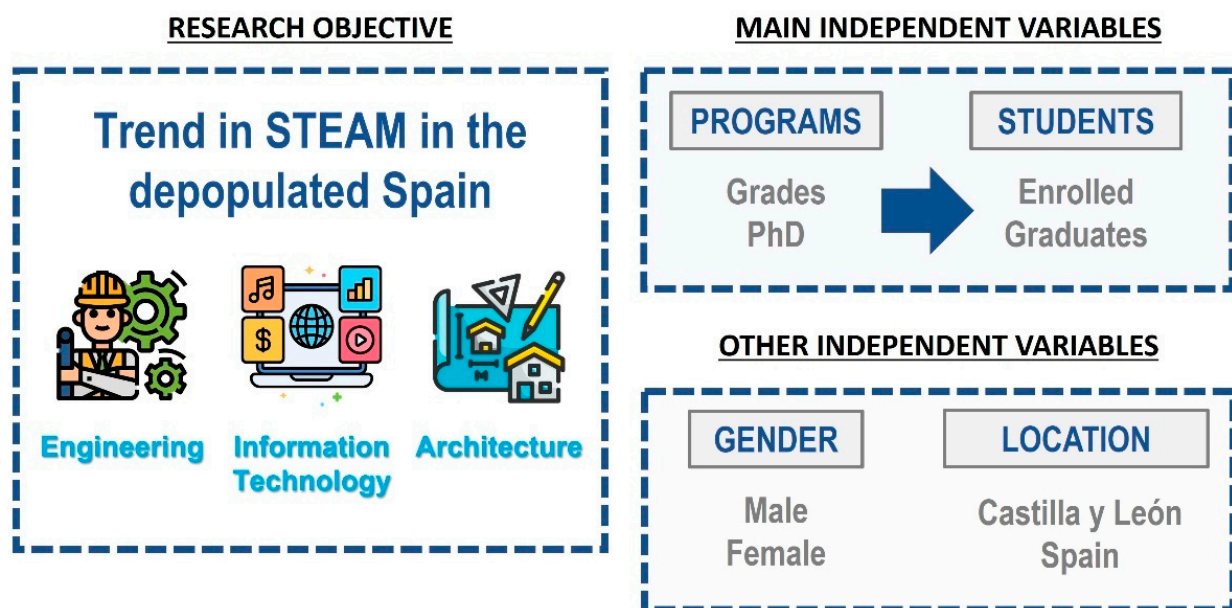 RESEARCH OBJECTIVE
Trend in STEAM in the
depopulated Spain
$
M
Engineering
Information
Technology
Architecture
MAIN INDEPENDENT VARIABLES
PROGRAMS
Grades
PhD
STUDENTS
Enrolled
Graduates
OTHER INDEPENDENT VARIABLES
GENDER
Male
Female
LOCATION
Castilla y León
Spain